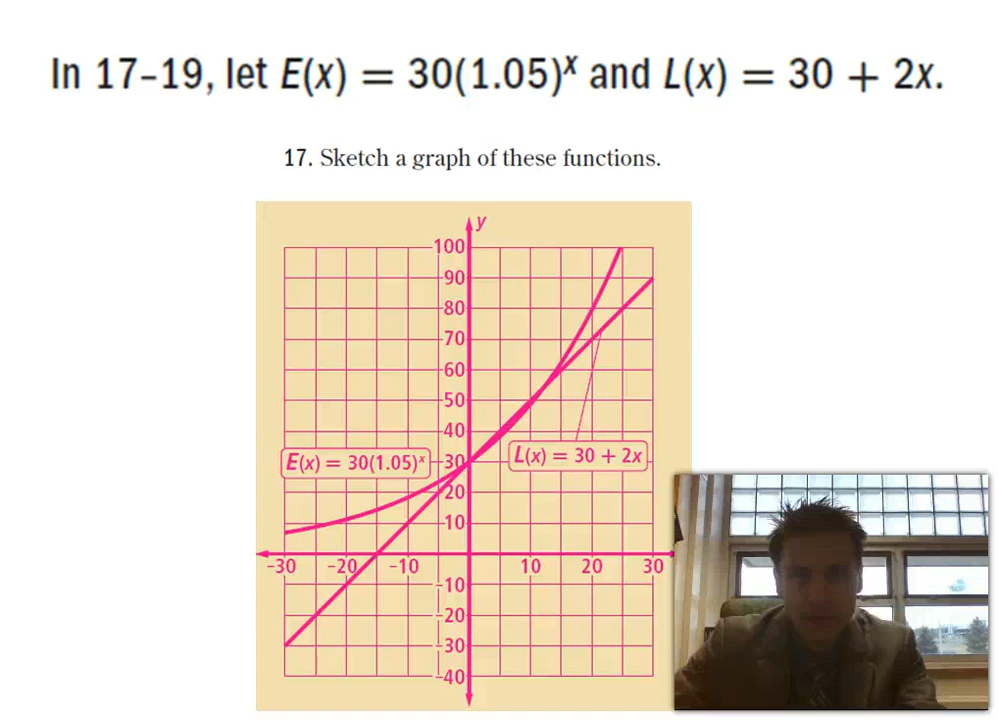 In 17–19, let E(x) = 30(1.05)ˣ and L(x) = 30 + 2x.
17. Sketch a graph of these functions.
y
100
90
80
70
60
50
40
E(x) = 30(1.05)ˣ
30
L(x) = 30 + 2x
20
10
-30 -20 -10 10 20 30
-10
-20
-30
-40